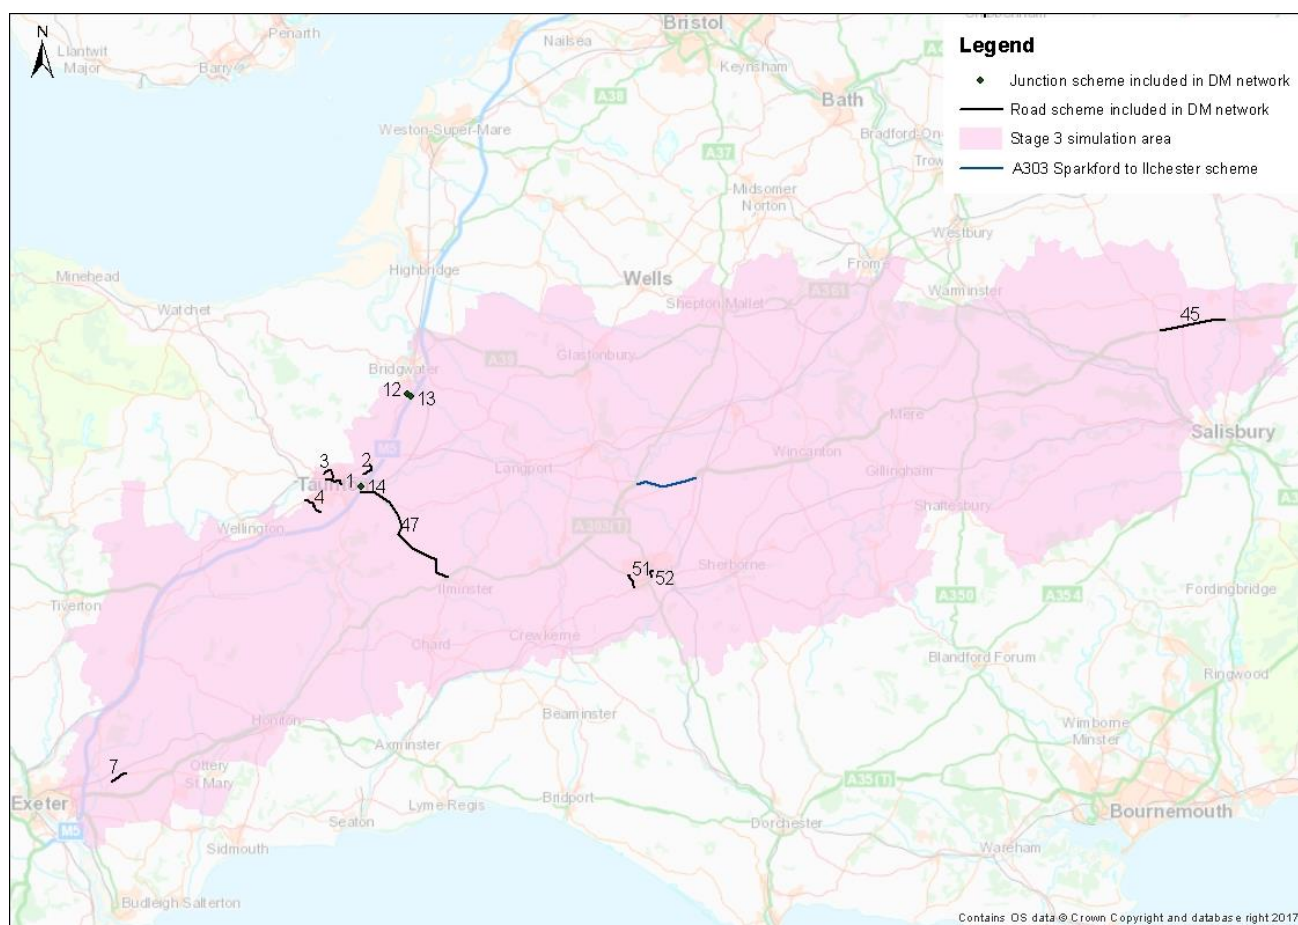 N
Penarth
Llantwit
Major
Barry
Nailsea
Bristol
Keynsham
A38
Bath
Weston-Super-Mare
A37
Bradford-On
Trow
Midsomer
Norton
Westbury
Legend
Junction scheme included in DM network
Road scheme included in DM network
Stage 3 simulation area
A303 Sparkford to Ilchester scheme
Minehead
Watchet
Highbridge
Wells
Shepton Mallet
From
A361
Warminster
45
Bridgwater
A39
Glastonbury
12
13
Mere
Salisbury
M5
3
2
Langport
Wincanton
Gillingham
1
14
Taun
4
Wellington
47
A303(T)
Shaftesbury
A3
51
52
Sherborne
Ilminster
Tiverton
A350
A354
Fordingbridge
Chard
Crewkerne
Blandford Forum
Ringwood
Honiton
Beaminster
Wimborne
Minster
Axminster
7
Ottery
St Mary
Exeter
Lyme Regis
Bridport
A35(T)
Bournemouth
M5
Seaton
Dorchester
Sidmouth
Wareham
Budleigh Salterton
Contains OS data © Crown Copyright and database right 2017